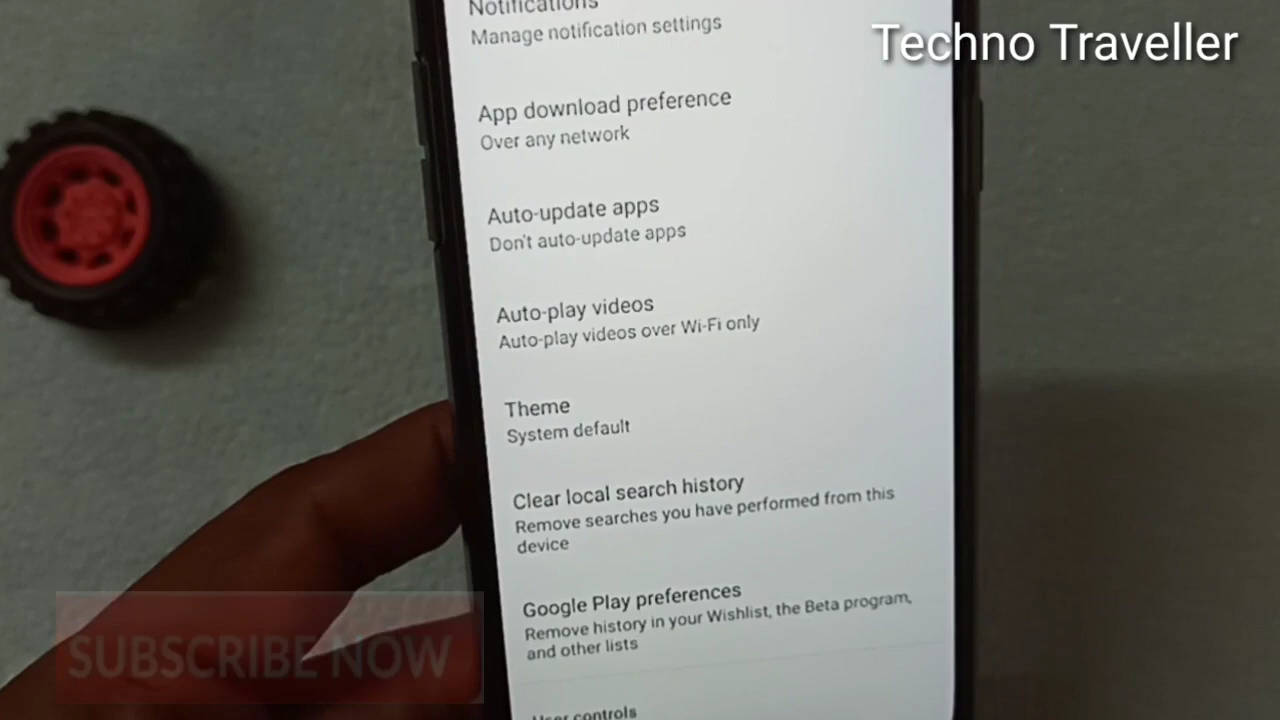 Techno Traveller
Notifications
Manage notification settings
App download preference
Over any network
Auto-update apps
Don't auto-update apps
Auto-play videos
Auto-play videos over Wi-Fi only
Theme
System default
Clear local search history
Remove searches you have performed from this
device
Google Play preferences
Remove history in your Wishlist, the Beta program,
and other lists
User controls
SUBSCRIBE NOW